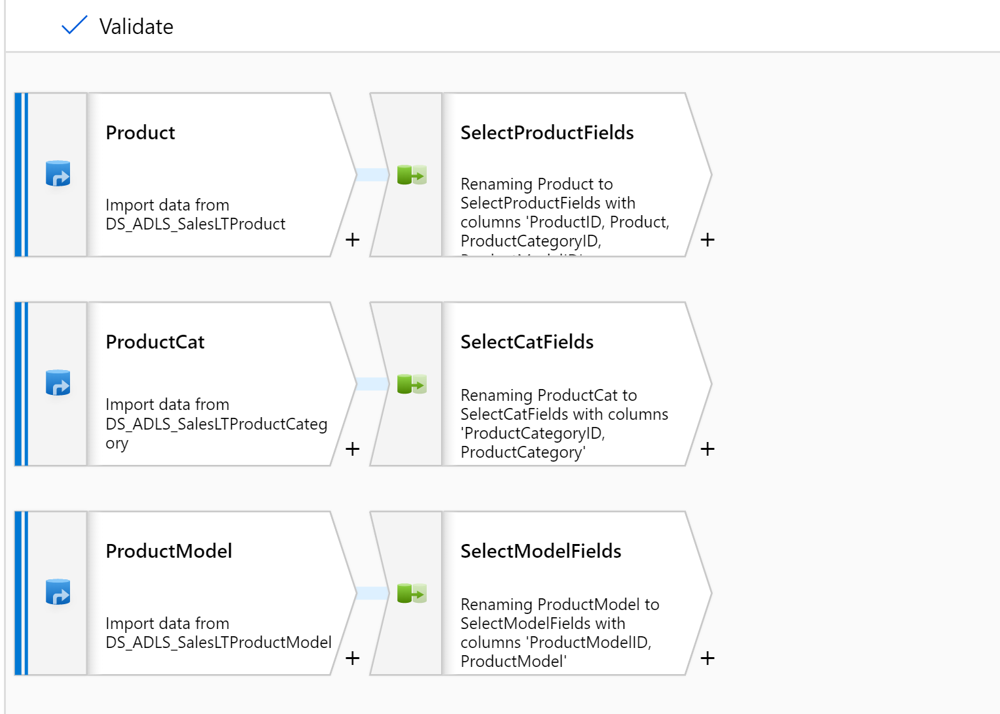 Validate
Product
Import data from
DS_ADLS_SalesLTProduct
+
SelectProductFields
Renaming Product to
SelectProductFields with
columns 'ProductID, Product,
ProductCategoryID,
+
ProductCat
Import data from
DS_ADLS_SalesLTProductCateg
ory
+
SelectCatFields
Renaming ProductCat to
SelectCatFields with columns
'ProductCategoryID,
ProductCategory'
+
ProductModel
Import data from
DS_ADLS_SalesLTProductModel
+
SelectModelFields
Renaming ProductModel to
SelectModelFields with
columns 'ProductModelID,
ProductModel'
+